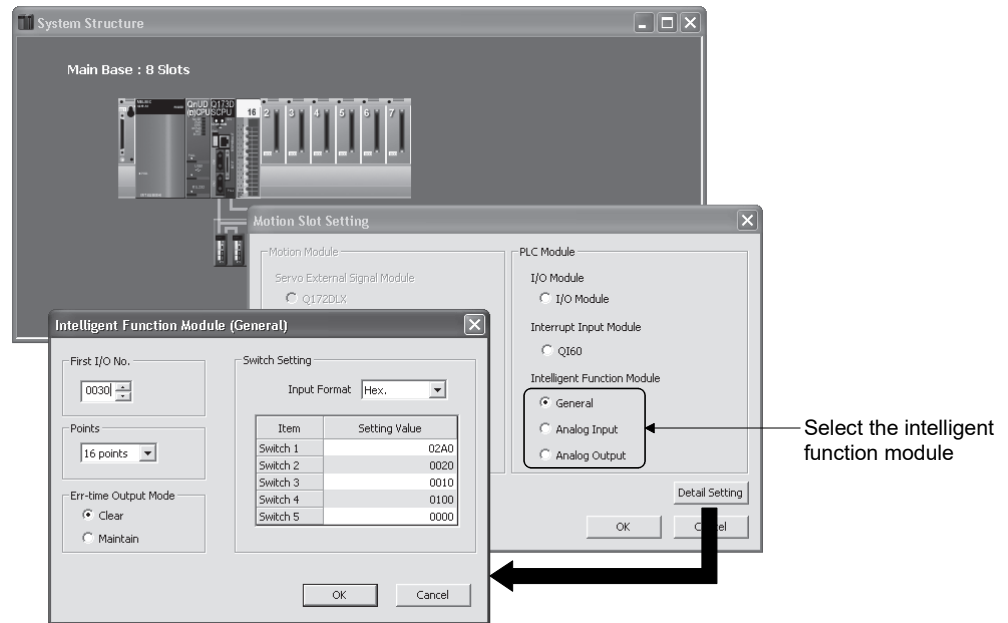 System Structure
Main Base : 8 Slots
QnUD Q173D
(n)CPU SCPU
16 2 3 4 5 6 7
Motion Slot Setting
Motion Module
Servo External Signal Module
Q172DLX
PLC Module
I/O Module
I/O Module
Interrupt Input Module
QI60
Intelligent Function Module
General
Analog Input
Analog Output
Select the intelligent
function module
Detail Setting
OK
Intelligent Function Module (General)
First I/O No.
0030
Points
16 points
Err-time Output Mode
Clear
Maintain
Switch Setting
Input Format Hex.
Item Setting Value
Switch 1 02A0
Switch 2 0020
Switch 3 0010
Switch 4 0100
Switch 5 0000
OK Cancel